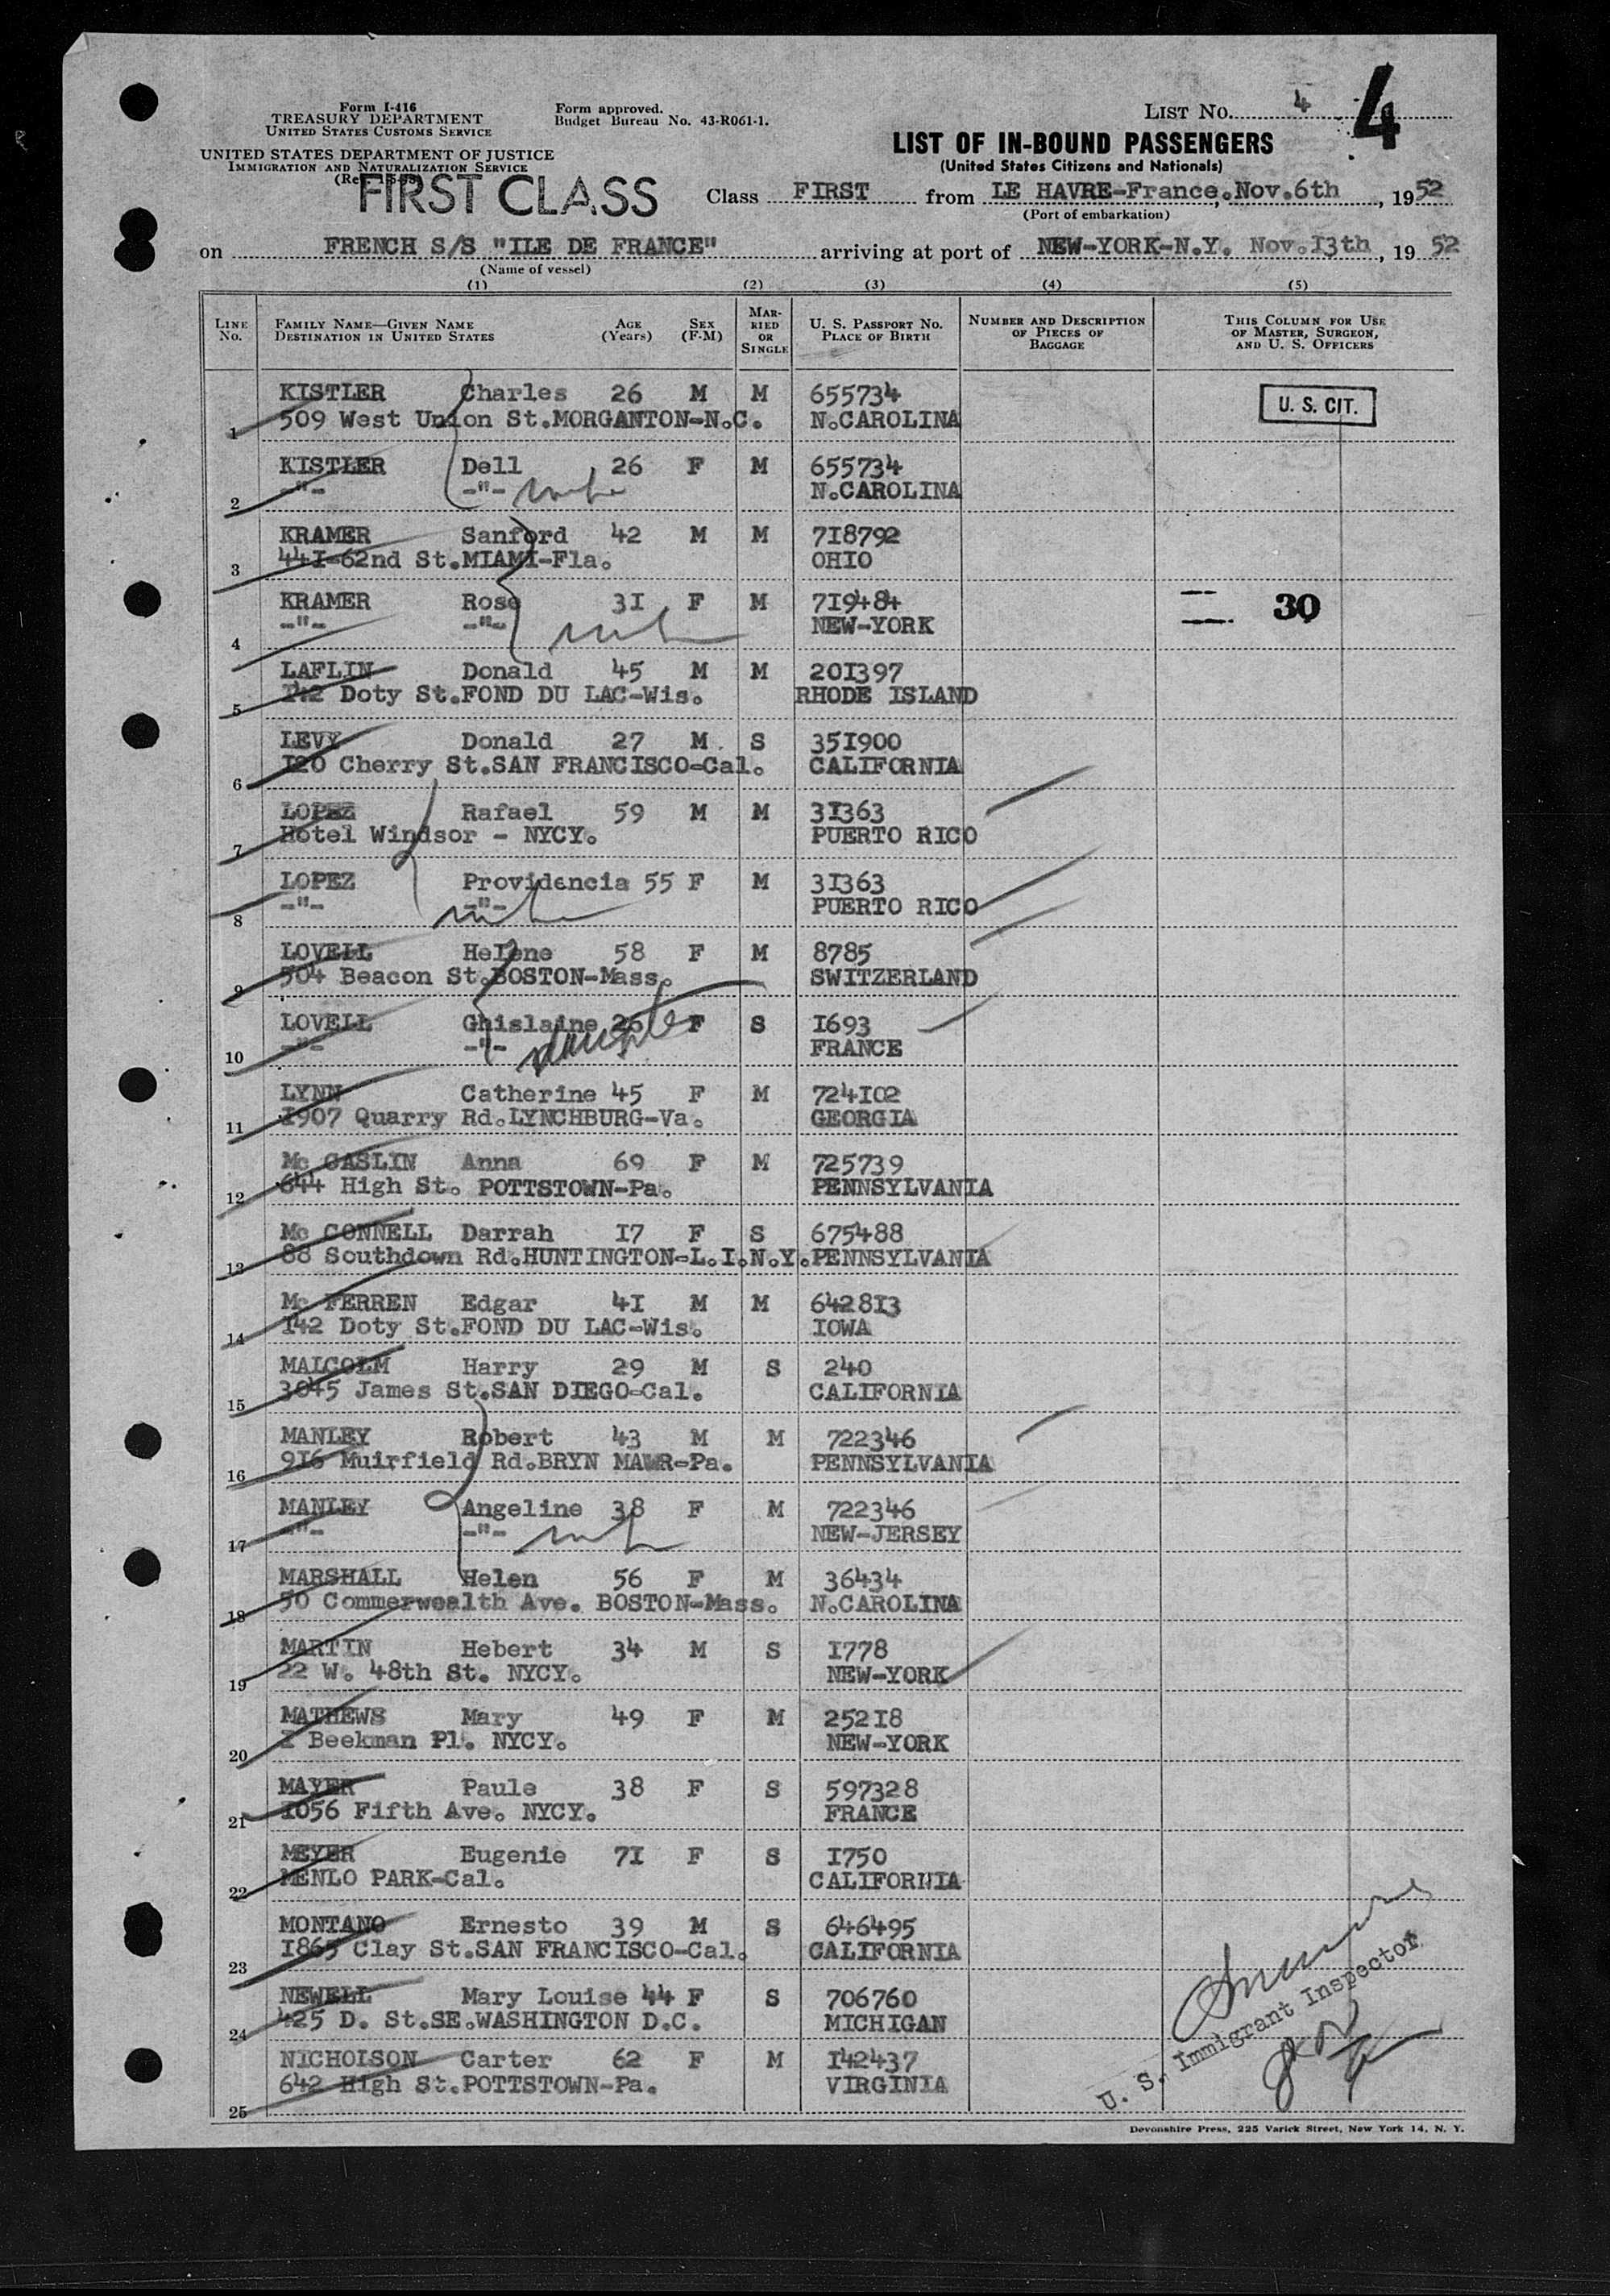 Form I-416
TREASURY DEPARTMENT
UNITED STATES CUSTOMS SERVICE
Form approved.
Budget Bureau No. 43-R061-1.
LIST NO. 4
4
UNITED STATES DEPARTMENT OF JUSTICE
IMMIGRATION AND NATURALIZATION SERVICE
LIST OF IN-BOUND PASSENGERS
(United States Citizens and Nationals)
FIRST CLASS
Class FIRST from LE HAVRE-France, Nov.6th, 1952
(Port of embarkation)
on FRENCH S/S "ILE DE FRANCE" arriving at port of NEW-YORK-N.Y. Nov.13th, 1952
(Name of vessel)
(1) (2) (3) (4) (5)
LINE No. FAMILY NAME—GIVEN NAME DESTINATION IN UNITED STATES AGE (Years) SEX (F-M) MARRIED OR SINGLE U. S. PASSPORT NO. PLACE OF BIRTH NUMBER AND DESCRIPTION OF PIECES OF BAGGAGE THIS COLUMN FOR USE OF MASTER, SURGEON, AND U. S. OFFICERS
KISTLER Charles 26 M M 655734 U. S. CIT.
1 509 West Union St.MORGANTON-N.C. N.CAROLINA
KISTLER Dell 26 F M 655734
2 -"- -"- wife N.CAROLINA
KRAMER Sanford 42 M M 718792
3 441-62nd St.MIAMI-Fla. OHIO
KRAMER Rose 31 F M 719484 30
4 -"- -"- wife NEW-YORK
LAFLIN Donald 45 M M 201397
5 142 Doty St.FOND DU LAC-Wis. RHODE ISLAND
LEVY Donald 27 M S 351900
6 120 Cherry St.SAN FRANCISCO-Cal. CALIFORNIA
LOPEZ Rafael 59 M M 31363
7 Hotel Windsor - NYCY. PUERTO RICO
LOPEZ Providencia 55 F M 31363
8 -"- -"- wife PUERTO RICO
LOVELL Helene 58 F M 8785
9 504 Beacon St.BOSTON-Mass. SWITZERLAND
LOVELL Ghislaine 26 F S 1693
10 -"- -"- daughter FRANCE
LYNN Catherine 45 F M 724102
11 1907 Quarry Rd.LYNCHBURG-Va. GEORGIA
Mc CASLIN Anna 69 F M 725739
12 644 High St. POTTSTOWN-Pa. PENNSYLVANIA
Mc CONNELL Darrah 17 F S 675488
13 88 Southdown Rd.HUNTINGTON-L.I.N.Y. PENNSYLVANIA
Mc FERREN Edgar 41 M M 642813
14 142 Doty St.FOND DU LAC-Wis. IOWA
MALCOLM Harry 29 M S 240
15 3045 James St.SAN DIEGO-Cal. CALIFORNIA
MANLEY Robert 43 M M 722346
16 916 Muirfield Rd.BRYN MAWR-Pa. PENNSYLVANIA
MANLEY Angeline 38 F M 722346
17 -"- -"- wife NEW-JERSEY
MARSHALL Helen 56 F M 36434
18 50 Commerwealth Ave. BOSTON-Mass. N.CAROLINA
MARTIN Hebert 34 M S 1778
19 22 W. 48th St. NYCY. NEW-YORK
MATHEWS Mary 49 F M 25218
20 1 Beekman Pl. NYCY. NEW-YORK
MAYER Paule 38 F S 597328
21 1056 Fifth Ave. NYCY. FRANCE
MEYER Eugenie 71 F S 1750
22 MENLO PARK-Cal. CALIFORNIA
MONTANO Ernesto 39 M S 646495
23 1865 Clay St.SAN FRANCISCO-Cal. CALIFORNIA
NEWELL Mary Louise 44 F S 706760
24 425 D. St.SE.WASHINGTON D.C. MICHIGAN
NICHOLSON Carter 62 F M 142437
25 642 High St.POTTSTOWN-Pa. VIRGINIA
U. S. Immigrant Inspector
Devonshire Press, 225 Varick Street, New York 14, N. Y.